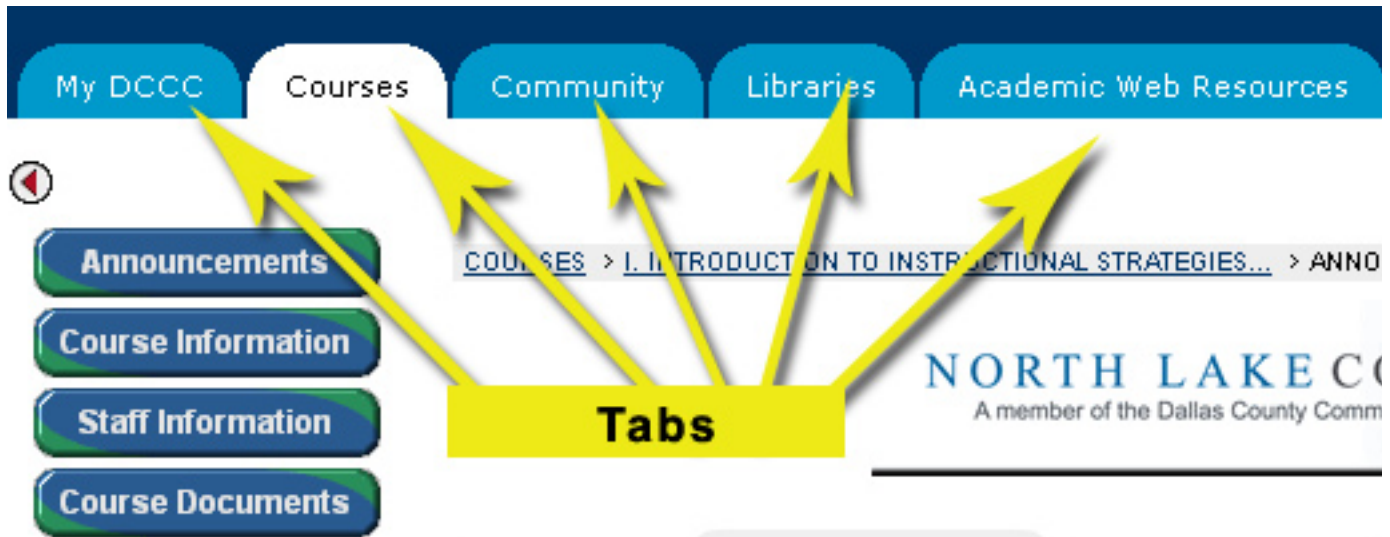 My DCCC
Courses
Community
Libraries
Academic Web Resources
Announcements
COURSES > I. INTRODUCTION TO INSTRUCTIONAL STRATEGIES... > ANNO
Course Information
NORTH LAKE CO
A member of the Dallas County Comm
Staff Information
Tabs
Course Documents